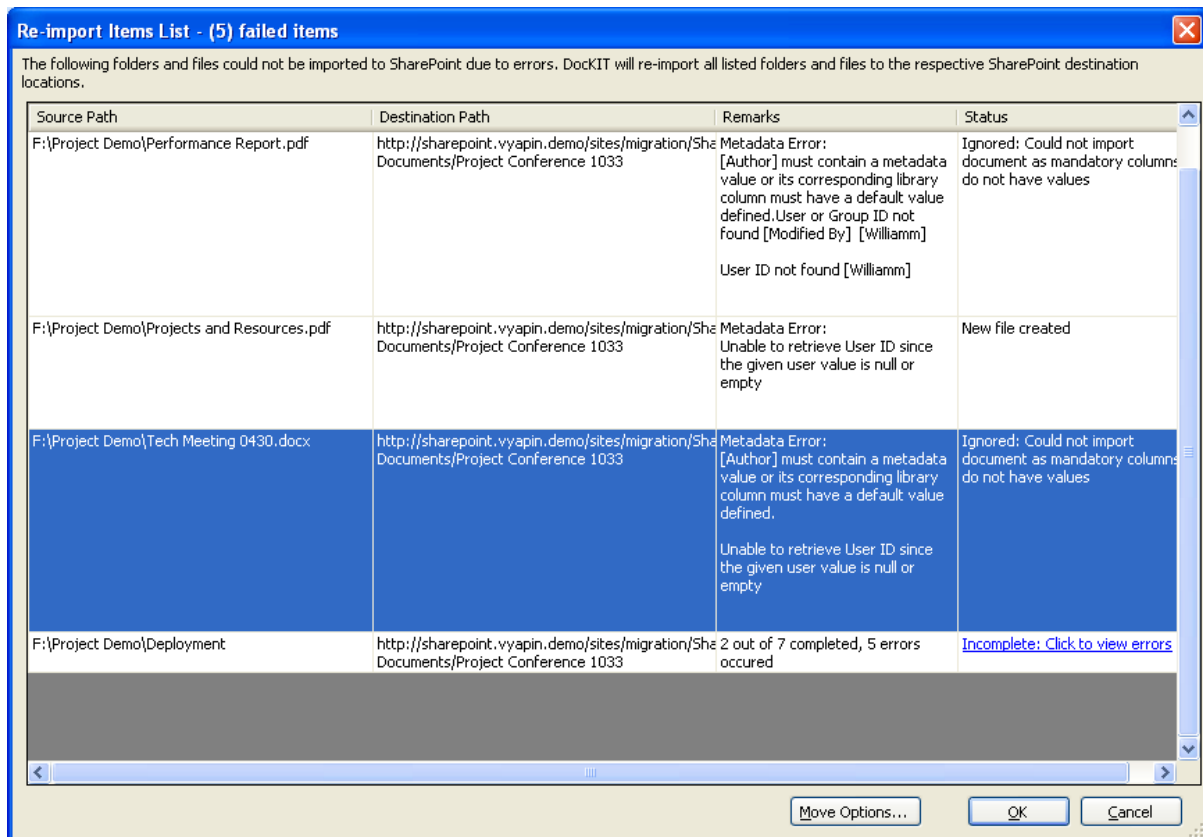 Re-import Items List - (5) failed items
The following folders and files could not be imported to SharePoint due to errors. DocKIT will re-import all listed folders and files to the respective SharePoint destination
locations.
Source Path
Destination Path
Remarks
Status
F:\Project Demo\Performance Report.pdf
http://sharepoint.vyapin.demo/sites/migration/Sha
Documents/Project Conference 1033
Metadata Error:
[Author] must contain a metadata
value or its corresponding library
column must have a default value
defined.User or Group ID not
found [Modified By]  [Williamm]
User ID not found [Williamm]
Ignored: Could not import
document as mandatory columns
do not have values
F:\Project Demo\Projects and Resources.pdf
http://sharepoint.vyapin.demo/sites/migration/Sha
Documents/Project Conference 1033
Metadata Error:
Unable to retrieve User ID since
the given user value is null or
empty
New file created
F:\Project Demo\Tech Meeting 0430.docx
http://sharepoint.vyapin.demo/sites/migration/Sha
Documents/Project Conference 1033
Metadata Error:
[Author] must contain a metadata
value or its corresponding library
column must have a default value
defined.
Unable to retrieve User ID since
the given user value is null or
empty
Ignored: Could not import
document as mandatory columns
do not have values
F:\Project Demo\Deployment
http://sharepoint.vyapin.demo/sites/migration/Sha
Documents/Project Conference 1033
2 out of 7 completed, 5 errors
occured
Incomplete: Click to view errors
Move Options...
OK
Cancel